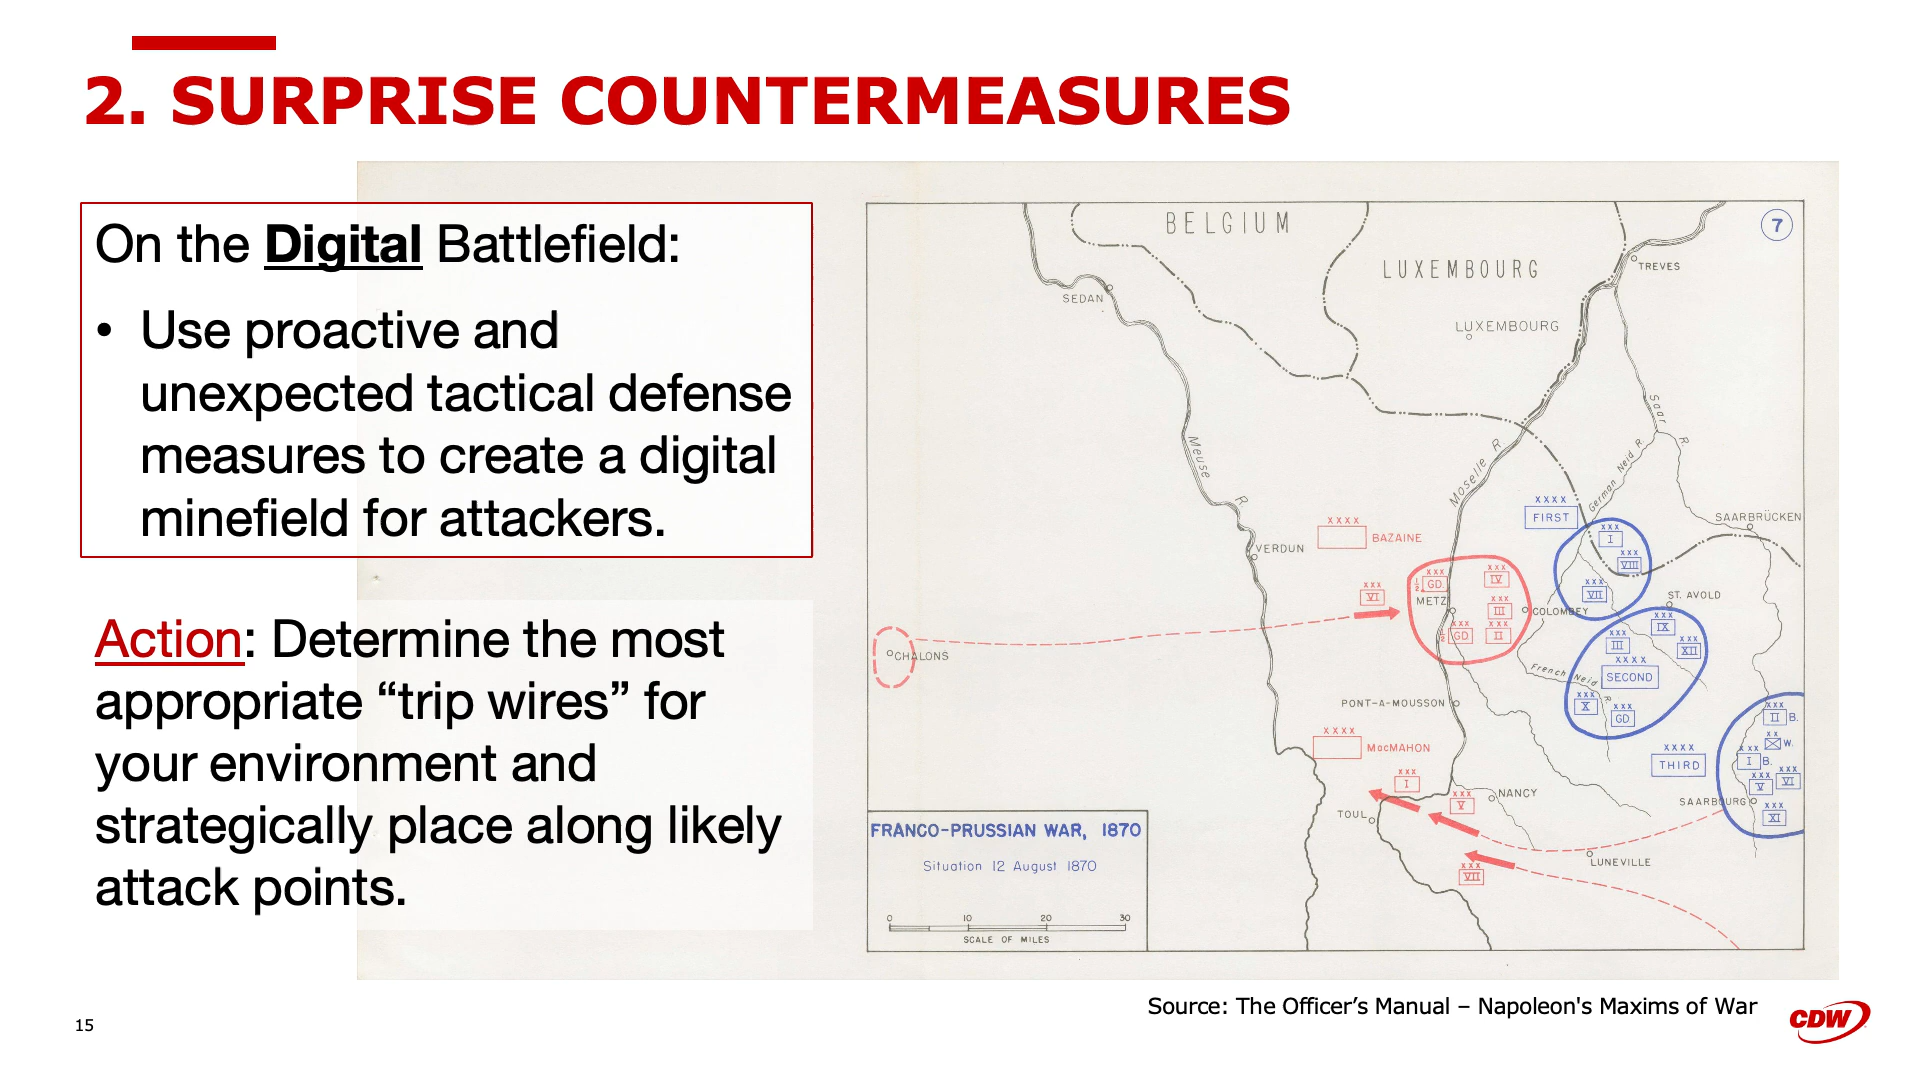 2. SURPRISE COUNTERMEASURES
On the Digital Battlefield:
• Use proactive and
unexpected tactical defense
measures to create a digital
minefield for attackers.
Action: Determine the most
appropriate “trip wires” for
your environment and
strategically place along likely
attack points.
BELGIUM
7
LUXEMBOURG
TREVES
SEDAN
LUXEMBOURG
Saar R.
Meuse R.
Moselle R.
German Neid R.
XXXX
FIRST
SAARBRÜCKEN
XXXX
BAZAINE
VERDUN
XXX
I
XXX
VIII
XXX
VII
XXX
VI
XXX
½ GD.
XXX
IV
METZ
XXX
III
XXX
½ GD
XXX
II
COLOMBEY
ST. AVOLD
XXX
IX
XXX
III
XXX
XII
XXXX
SECOND
CHALONS
French Neid R.
XXX
X
XXX
GD
PONT-A-MOUSSON
XXX
II B.
XX
W.
XXXX
MacMAHON
XXXX
THIRD
XXX
I B.
XXX
V
XXX
VI
XXX
I
XXX
V
NANCY
SAARBOURG
XXX
XI
TOUL
LUNEVILLE
XXX
VII
FRANCO-PRUSSIAN WAR, 1870
Situation 12 August 1870
0 10 20 30
SCALE OF MILES
Source: The Officer’s Manual – Napoleon's Maxims of War
15
CDW